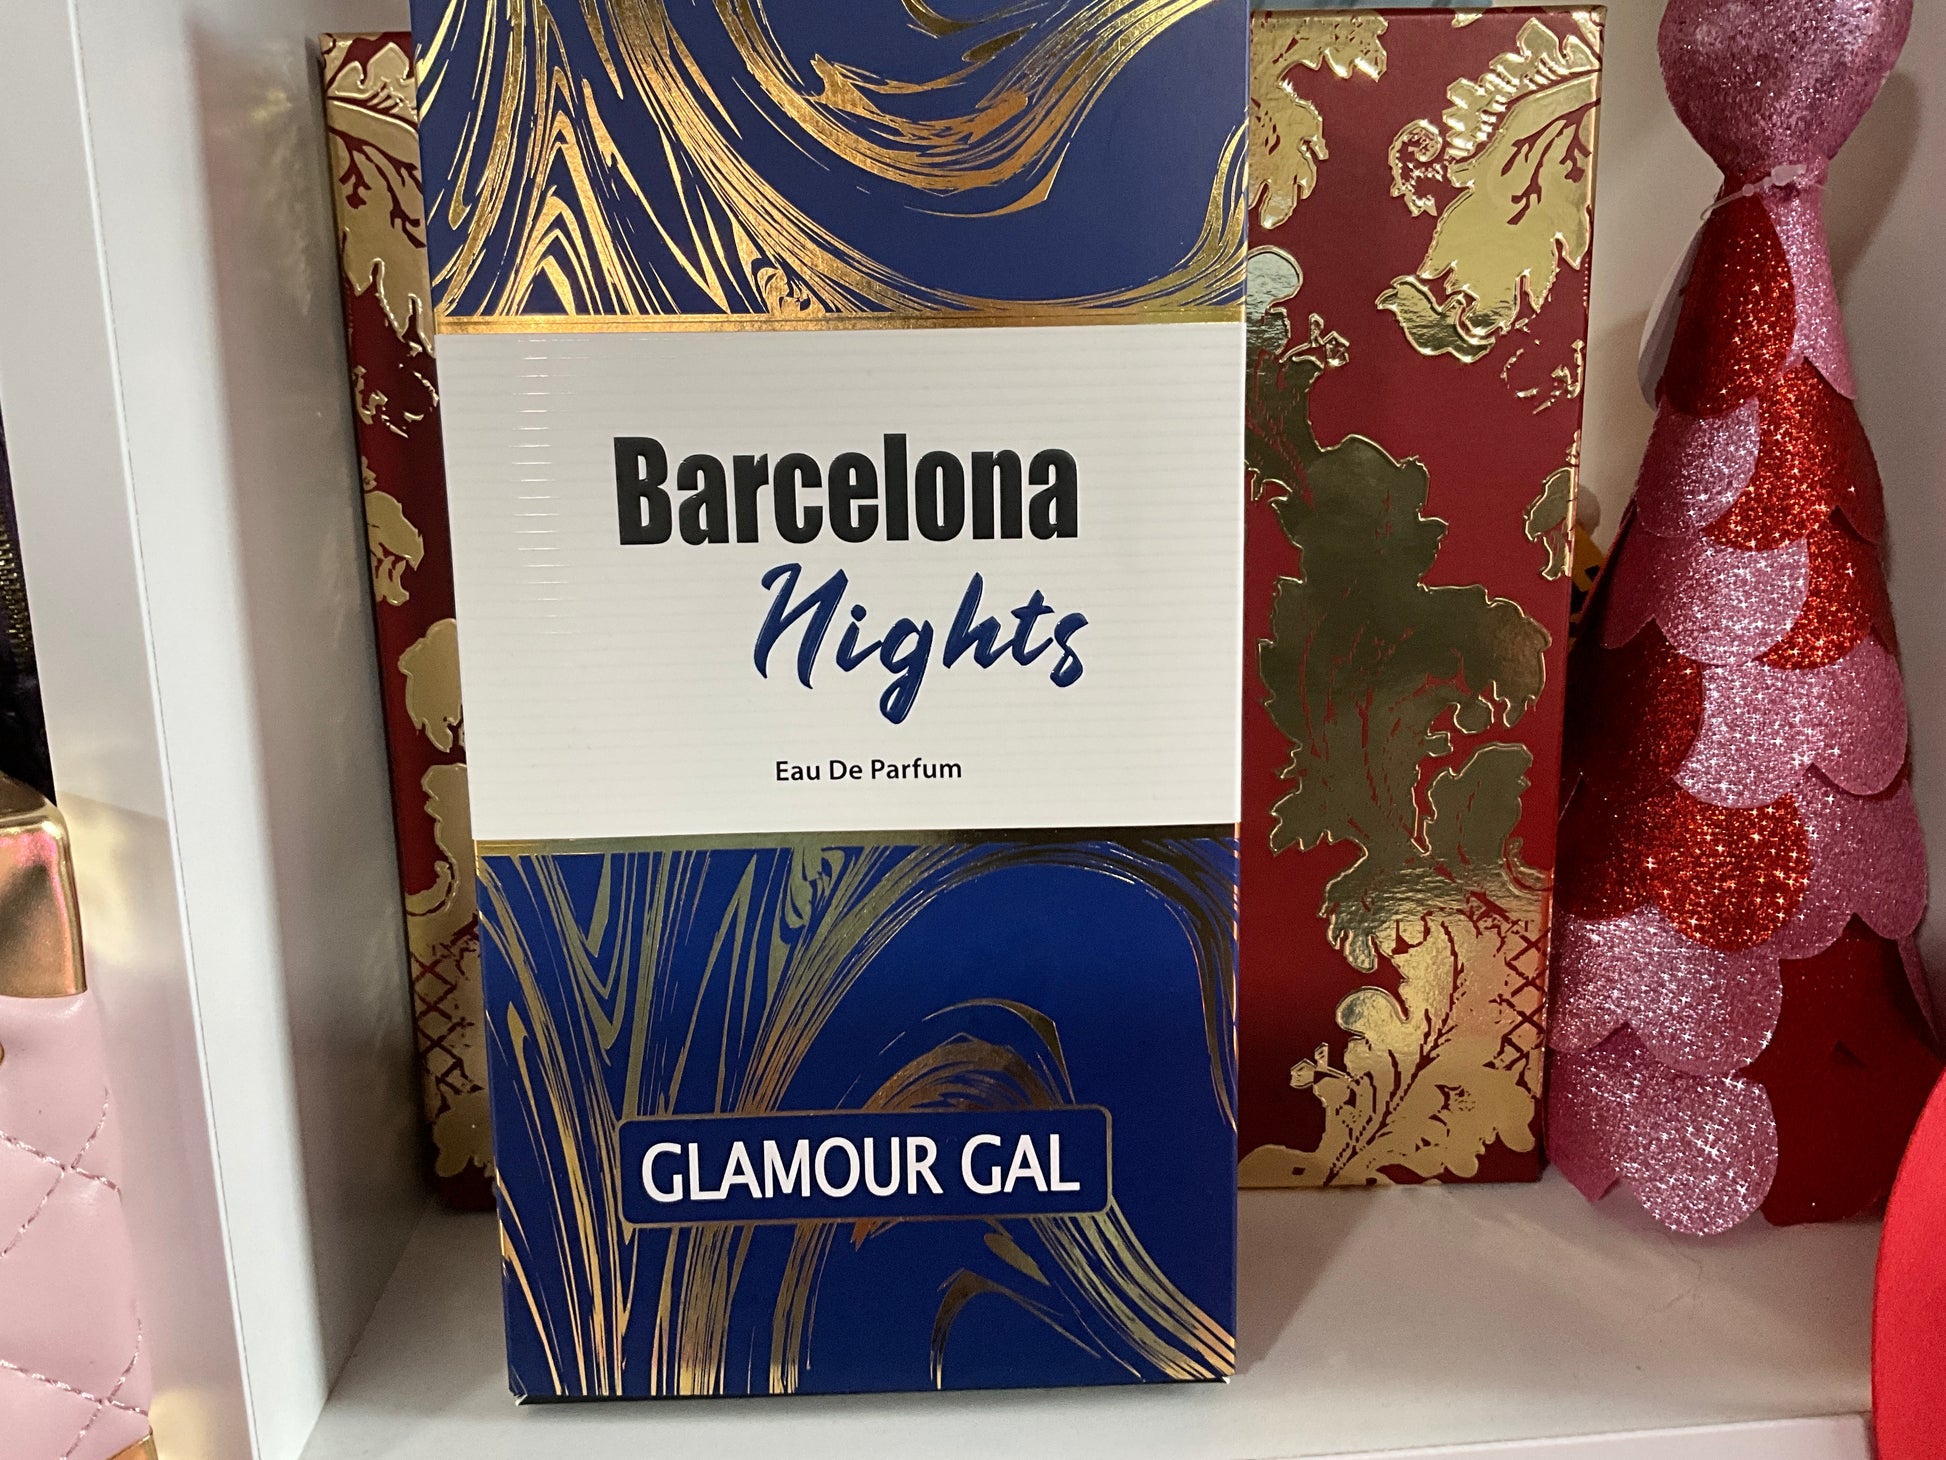 Barcelona
Nights
Eau De Parfum
GLAMOUR GAL